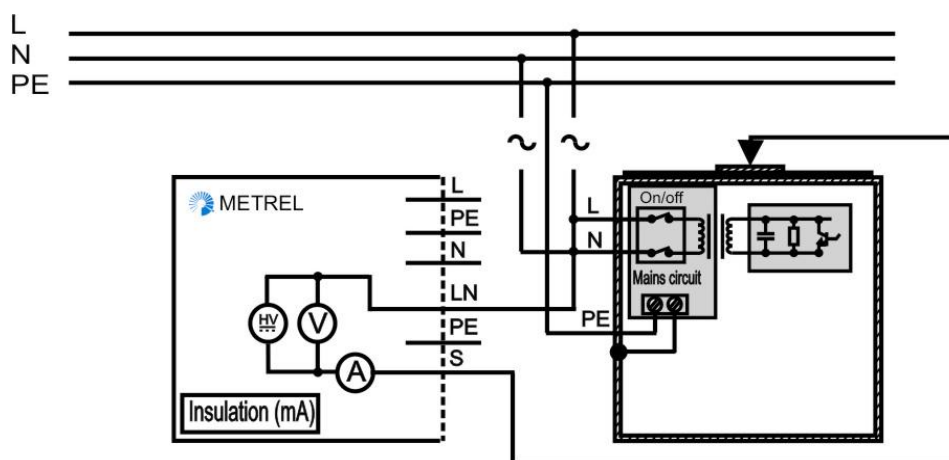 L
N
PE
METREL
L
PE
N
LN
PE
S
HV
V
A
Insulation (mA)
On/off
L
N
Mains circuit
PE